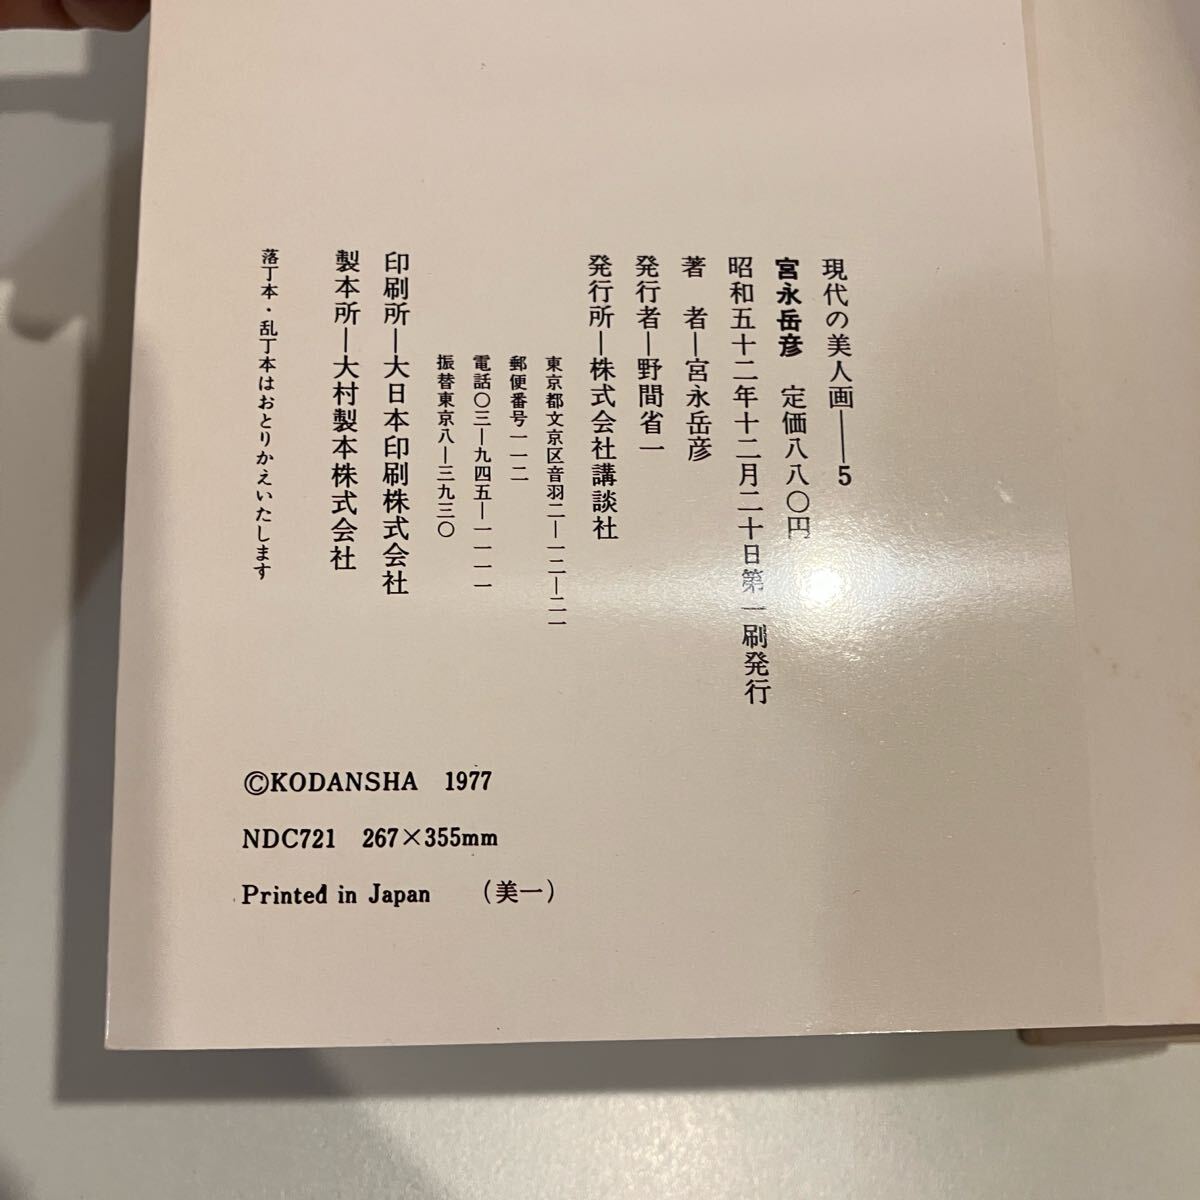 現代の美人画——5
宮永岳彦　定価八八〇円
昭和五十二年十二月二十日第一刷発行
著　者—宮永岳彦
発行者—野間省一
発行所—株式会社講談社
東京都文京区音羽二—一二—二一
郵便番号一一二
電話〇三—九四五—一一一一
振替東京八—三九三〇
印刷所—大日本印刷株式会社
製本所—大村製本株式会社
落丁本・乱丁本はおとりかえいたします
©KODANSHA 1977
NDC721 267×355mm
Printed in Japan （美一）